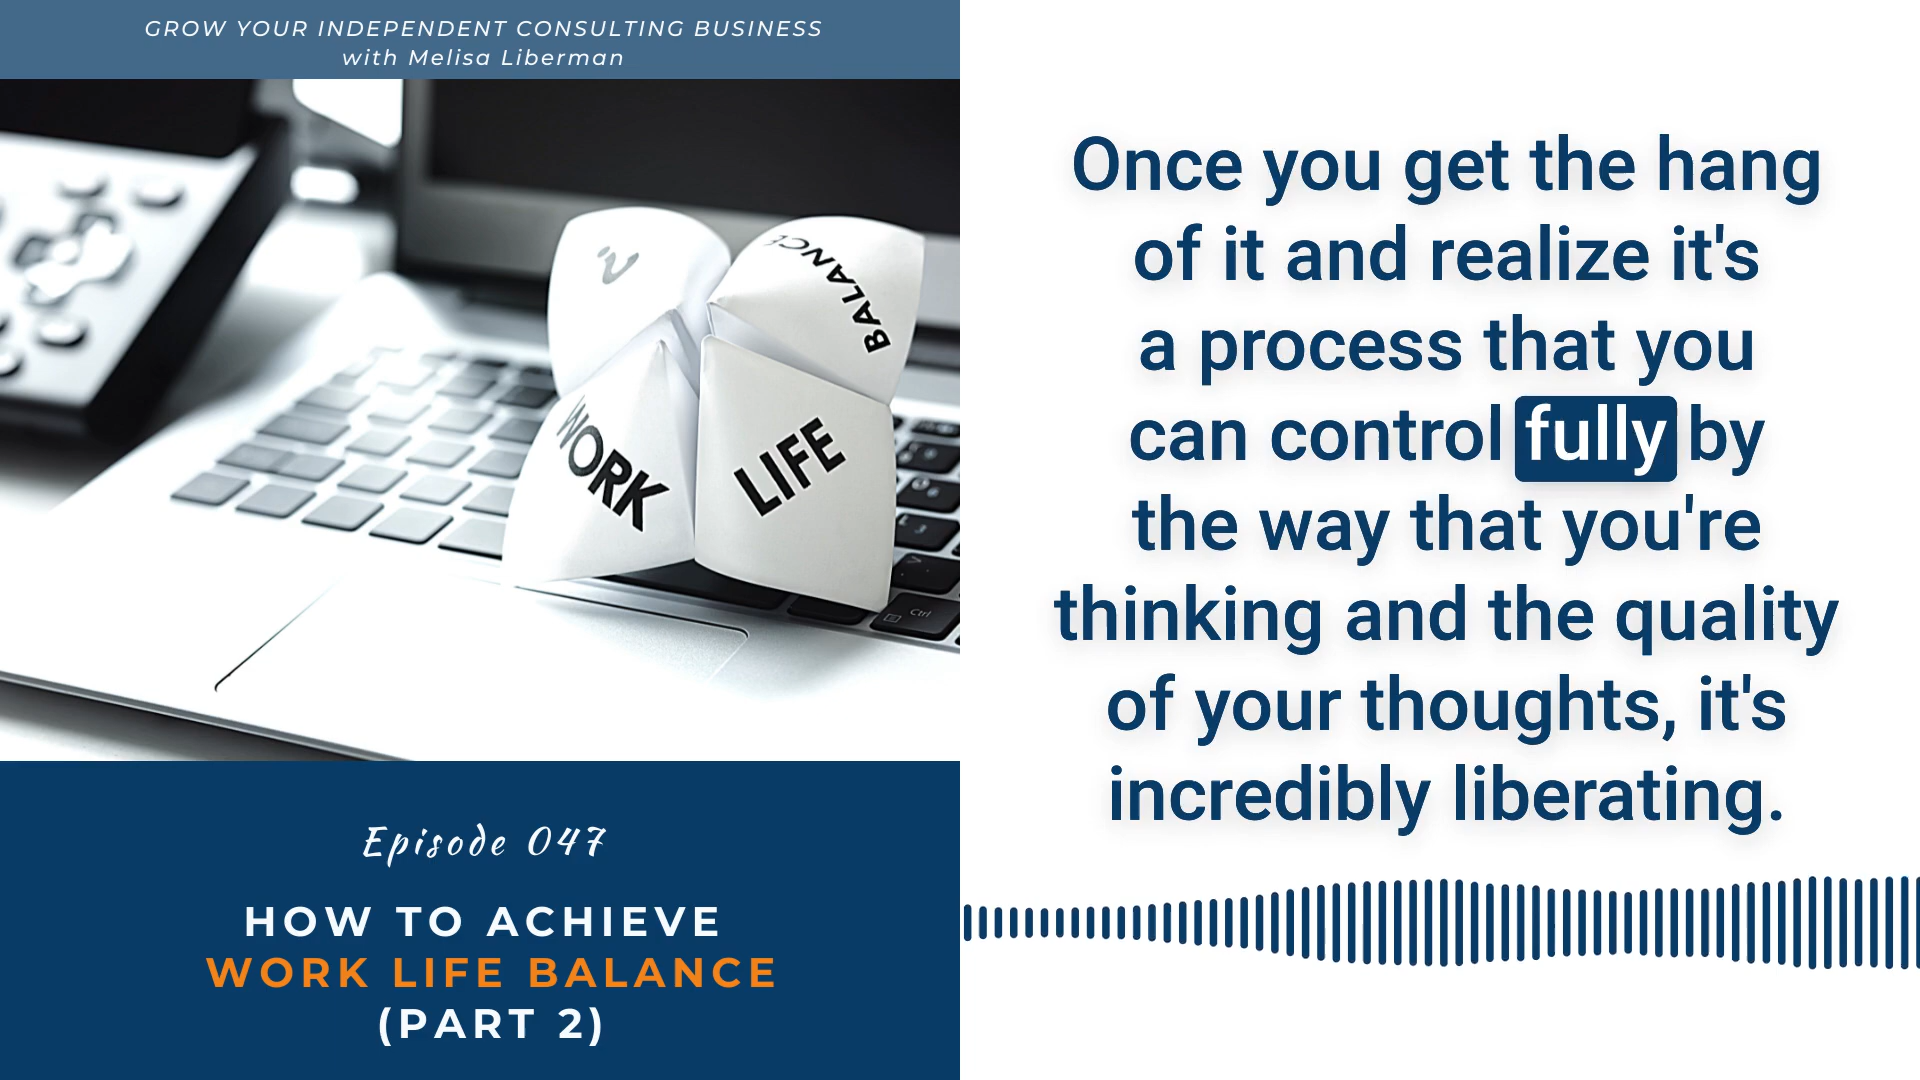 GROW YOUR INDEPENDENT CONSULTING BUSINESS
with Melisa Liberman
BALANCE
WORK
LIFE
Ctrl
Episode 047
HOW TO ACHIEVE
WORK LIFE BALANCE
(PART 2)
Once you get the hang
of it and realize it's
a process that you
can control fully by
the way that you're
thinking and the quality
of your thoughts, it's
incredibly liberating.